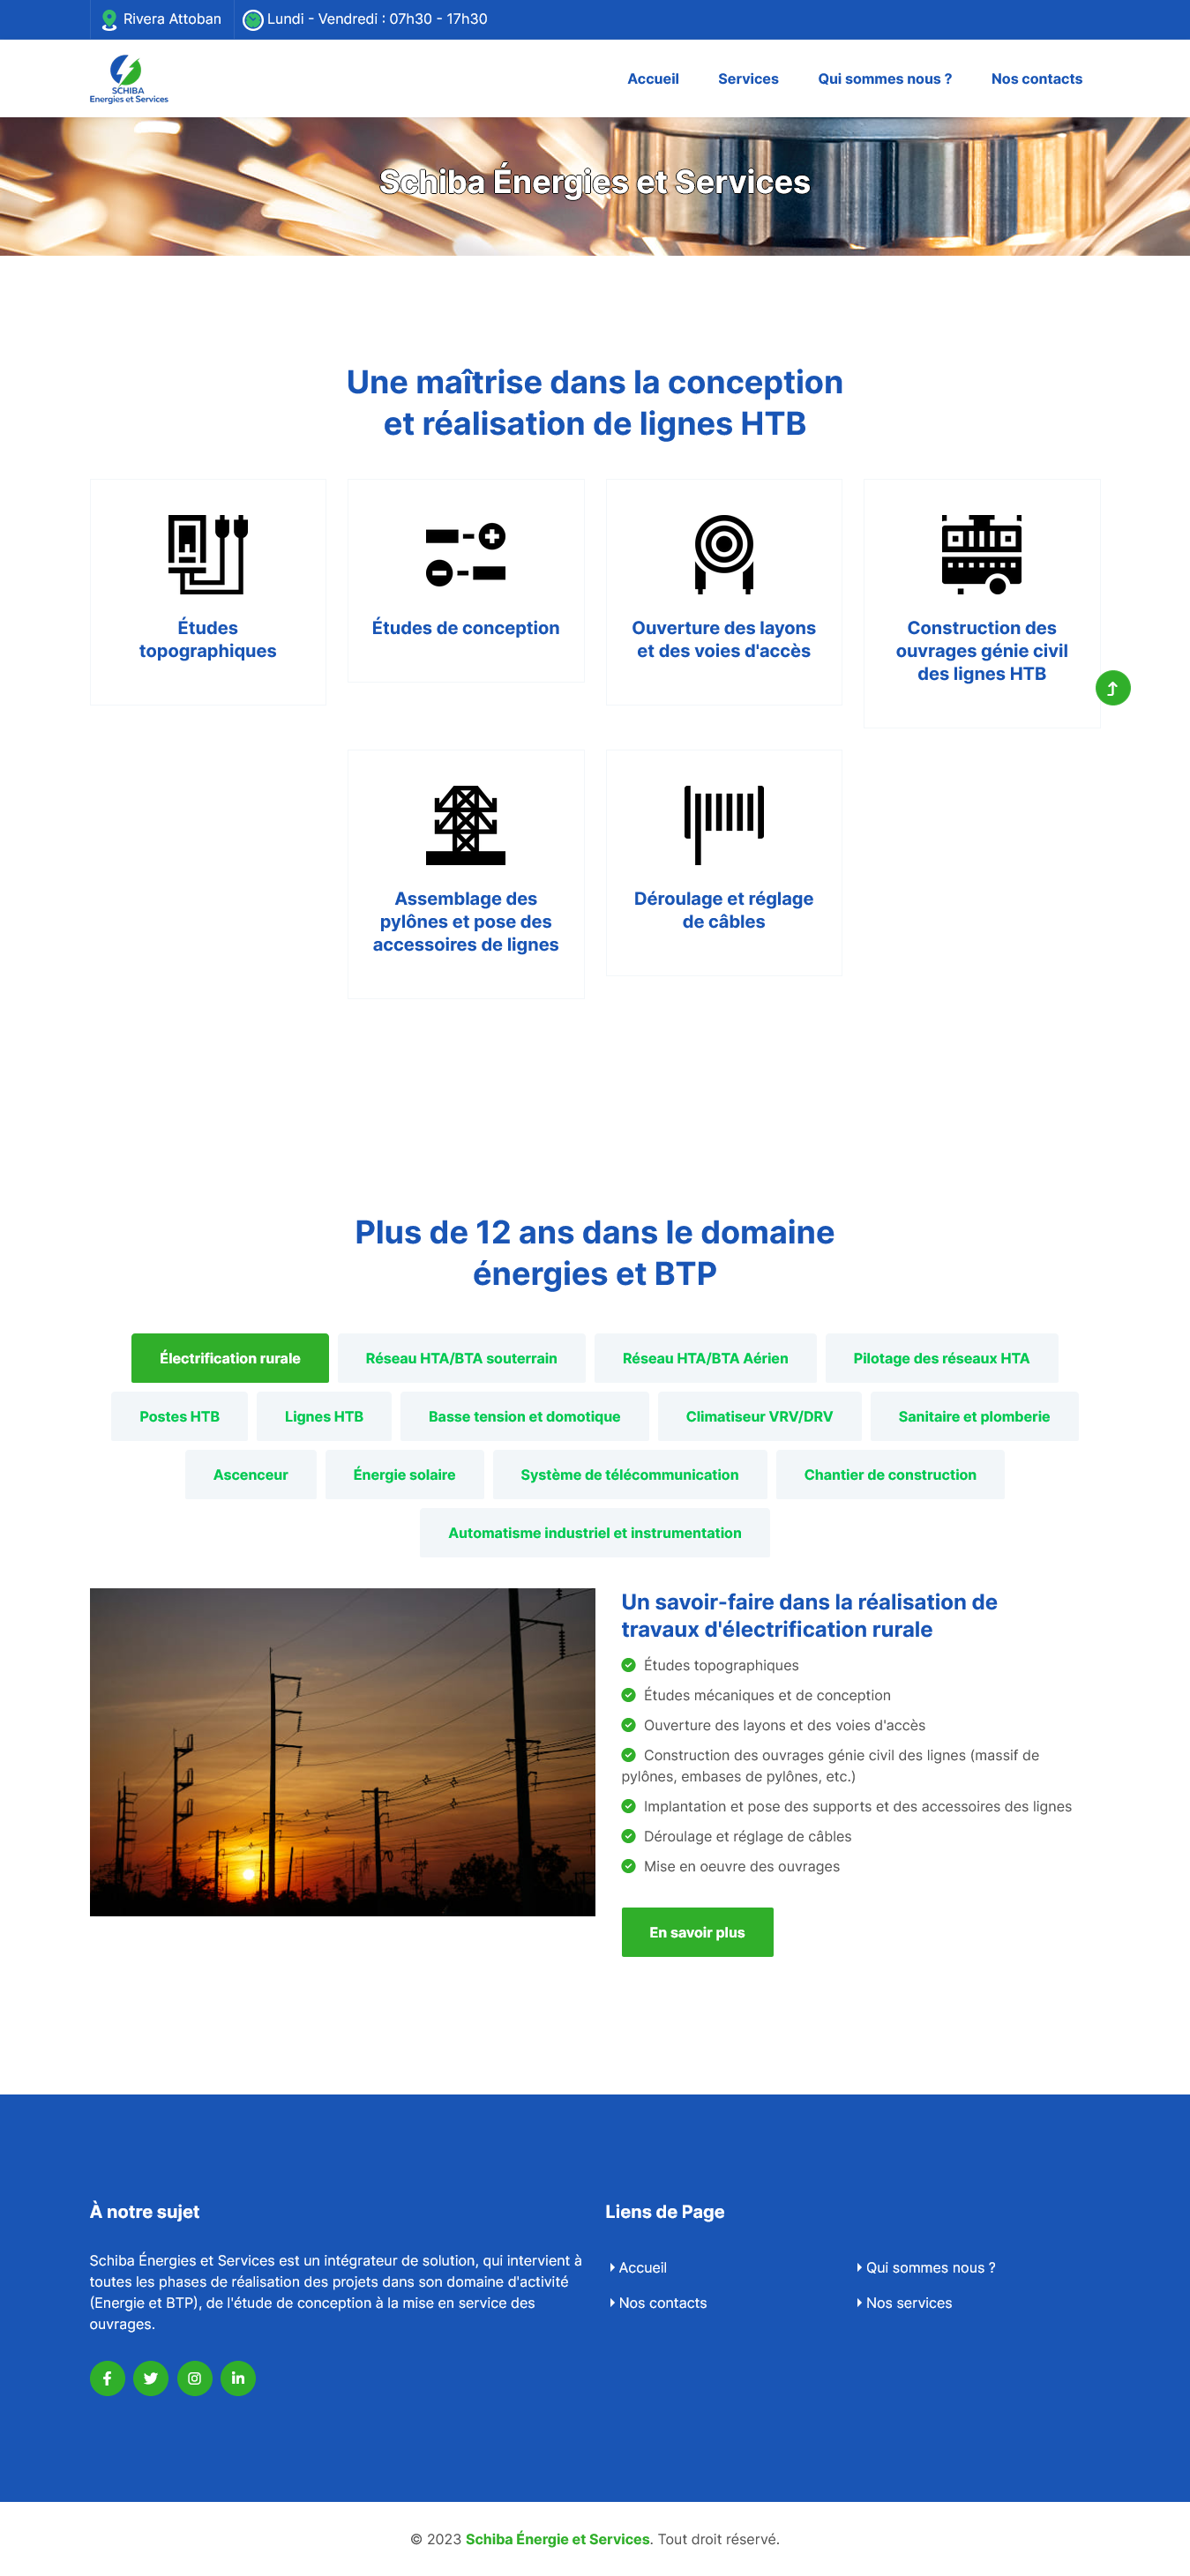 Rivera Attoban
Lundi - Vendredi : 07h30 - 17h30
SCHIBA
Energies et Services
Accueil
Services
Qui sommes nous ?
Nos contacts
Schiba Énergies et Services
Une maîtrise dans la conception
et réalisation de lignes HTB
Études
topographiques
Études de conception
Ouverture des layons
et des voies d'accès
Construction des
ouvrages génie civil
des lignes HTB
Assemblage des
pylônes et pose des
accessoires de lignes
Déroulage et réglage
de câbles
Plus de 12 ans dans le domaine
énergies et BTP
Électrification rurale
Réseau HTA/BTA souterrain
Réseau HTA/BTA Aérien
Pilotage des réseaux HTA
Postes HTB
Lignes HTB
Basse tension et domotique
Climatiseur VRV/DRV
Sanitaire et plomberie
Ascenceur
Énergie solaire
Système de télécommunication
Chantier de construction
Automatisme industriel et instrumentation
Un savoir-faire dans la réalisation de
travaux d'électrification rurale
Études topographiques
Études mécaniques et de conception
Ouverture des layons et des voies d'accès
Construction des ouvrages génie civil des lignes (massif de
pylônes, embases de pylônes, etc.)
Implantation et pose des supports et des accessoires des lignes
Déroulage et réglage de câbles
Mise en oeuvre des ouvrages
En savoir plus
À notre sujet
Schiba Énergies et Services est un intégrateur de solution, qui intervient à
toutes les phases de réalisation des projets dans son domaine d'activité
(Energie et BTP), de l'étude de conception à la mise en service des
ouvrages.
Liens de Page
Accueil
Qui sommes nous ?
Nos contacts
Nos services
© 2023 Schiba Énergie et Services. Tout droit réservé.